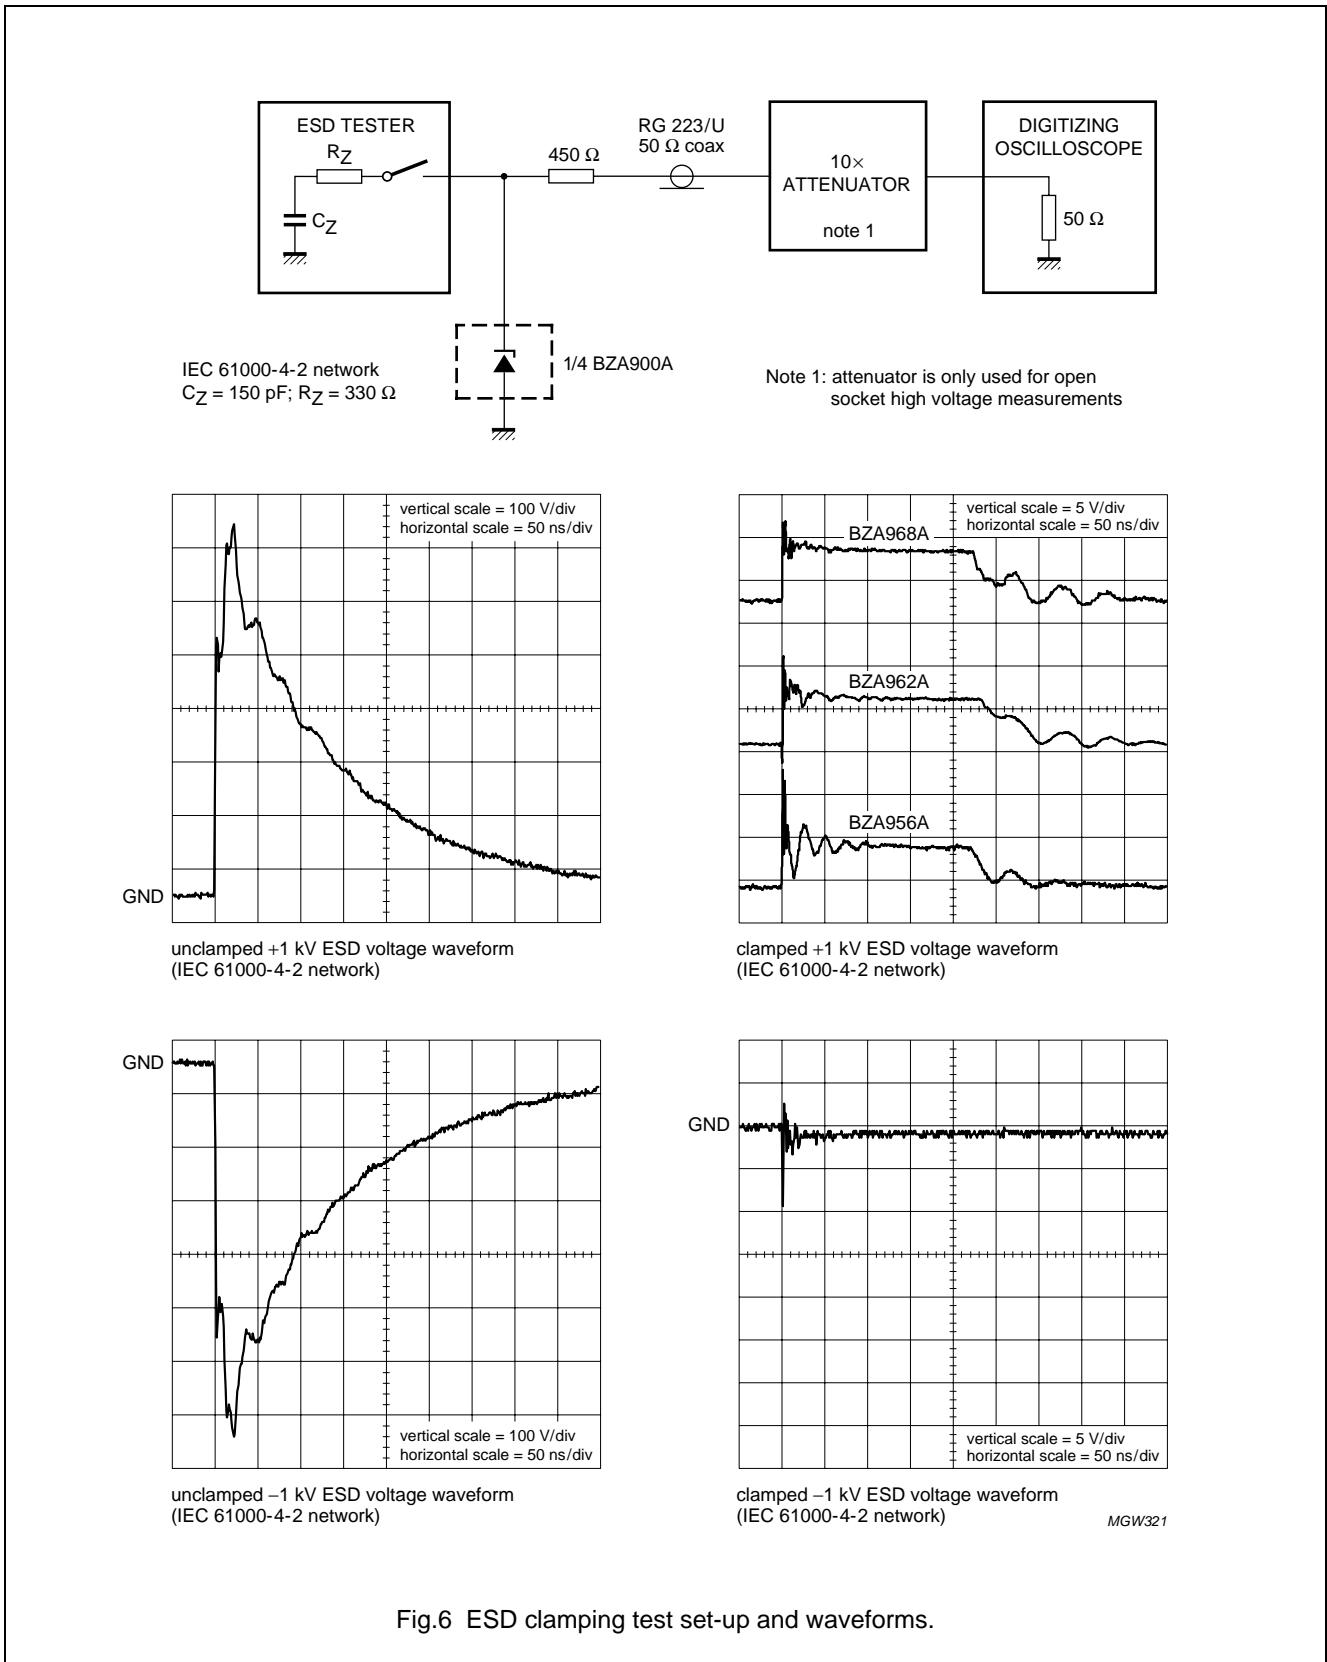 ESD TESTER
RZ
CZ
450 Ω
RG 223/U
50 Ω coax
10×
ATTENUATOR
note 1
DIGITIZING
OSCILLOSCOPE
50 Ω
1/4 BZA900A
IEC 61000-4-2 network
CZ = 150 pF; RZ = 330 Ω
Note 1: attenuator is only used for open
socket high voltage measurements
vertical scale = 100 V/div
horizontal scale = 50 ns/div
GND
unclamped +1 kV ESD voltage waveform
(IEC 61000-4-2 network)
vertical scale = 5 V/div
horizontal scale = 50 ns/div
BZA968A
BZA962A
BZA956A
clamped +1 kV ESD voltage waveform
(IEC 61000-4-2 network)
GND
vertical scale = 100 V/div
horizontal scale = 50 ns/div
unclamped −1 kV ESD voltage waveform
(IEC 61000-4-2 network)
GND
vertical scale = 5 V/div
horizontal scale = 50 ns/div
clamped −1 kV ESD voltage waveform
(IEC 61000-4-2 network)
MGW321
Fig.6 ESD clamping test set-up and waveforms.